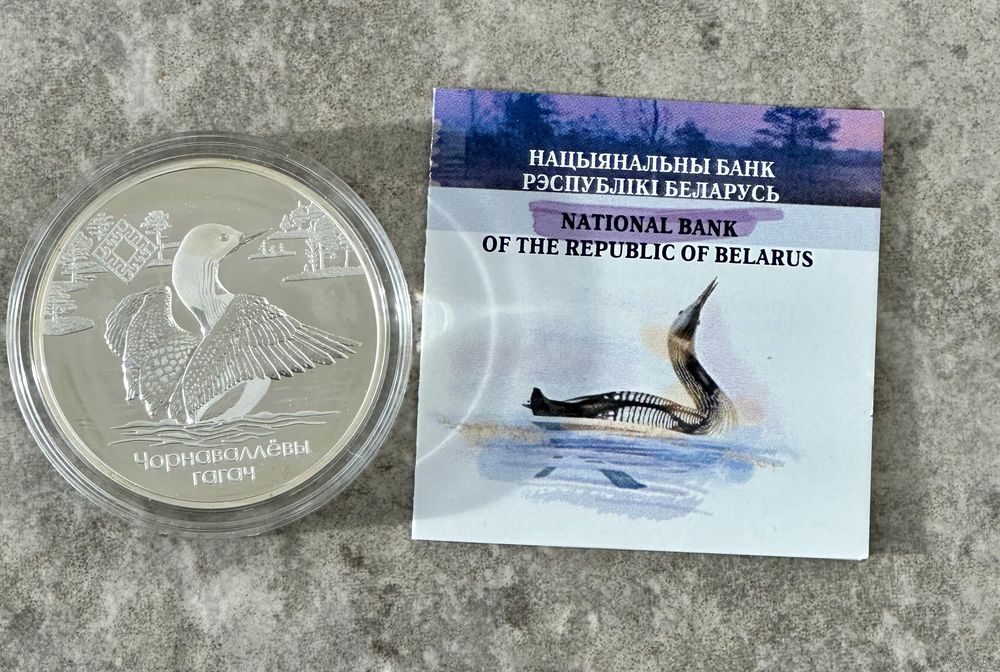 Чорнаваллёвы
гагач
НАЦЫЯНАЛЬНЫ БАНК
РЭСПУБЛІКІ БЕЛАРУСЬ
NATIONAL BANK
OF THE REPUBLIC OF BELARUS